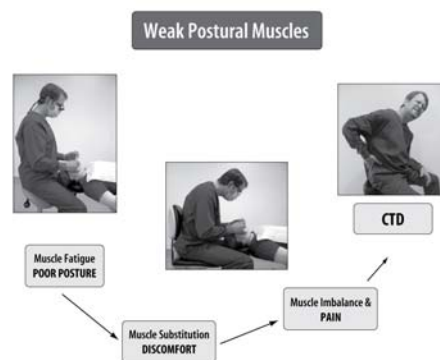 Weak Postural Muscles
CTD
Muscle Fatigue
POOR POSTURE
Muscle Imbalance &
PAIN
Muscle Substitution
DISCOMFORT